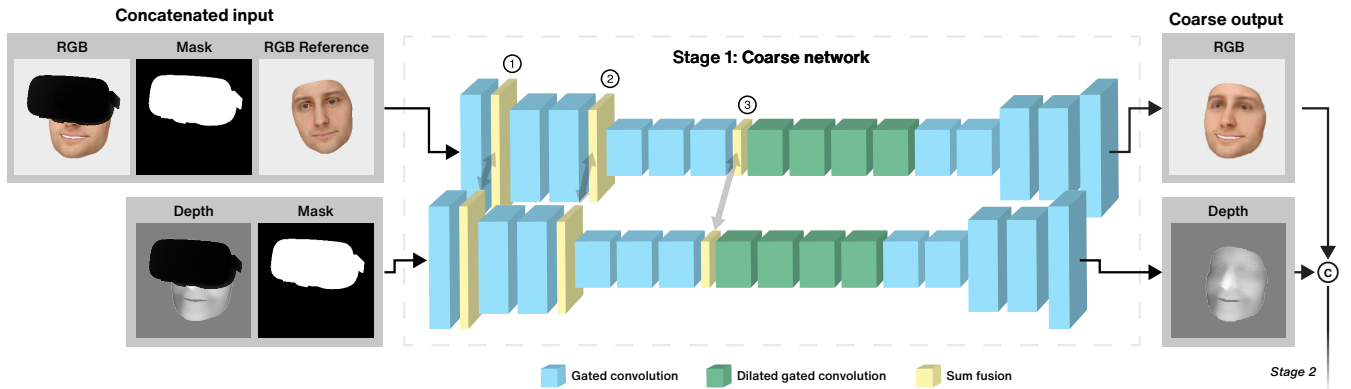 Concatenated input
RGB
Mask
RGB Reference
Depth
Mask
Stage 1: Coarse network
1
2
3
Coarse output
RGB
Depth
C
Stage 2
Gated convolution
Dilated gated convolution
Sum fusion